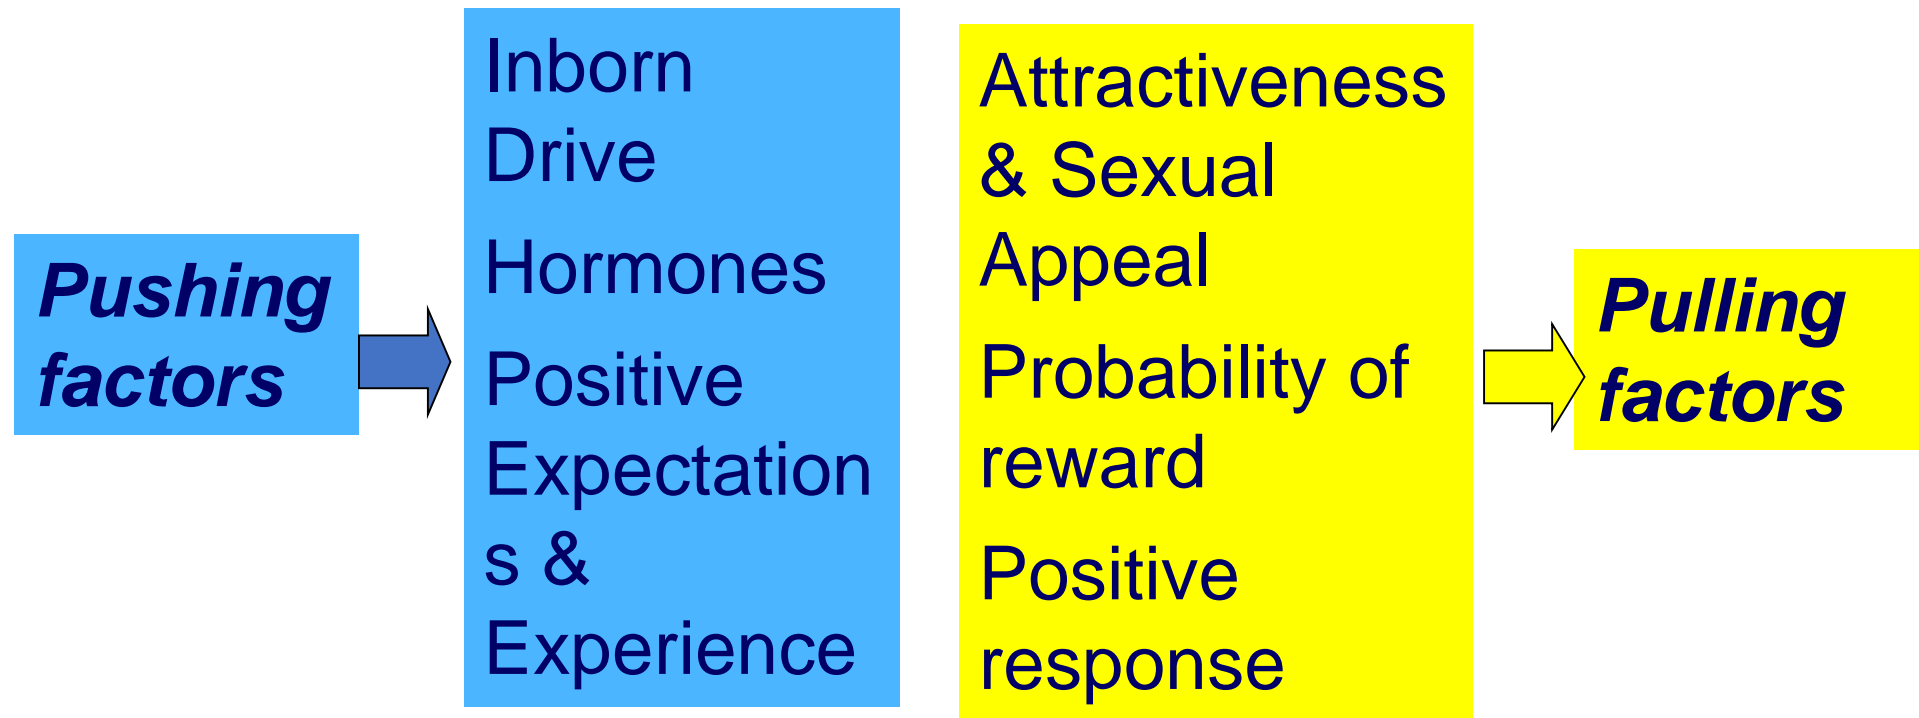 Pushing
factors
Inborn
Drive
Hormones
Positive
Expectation
s &
Experience
Attractiveness
& Sexual
Appeal
Probability of
reward
Positive
response
Pulling
factors